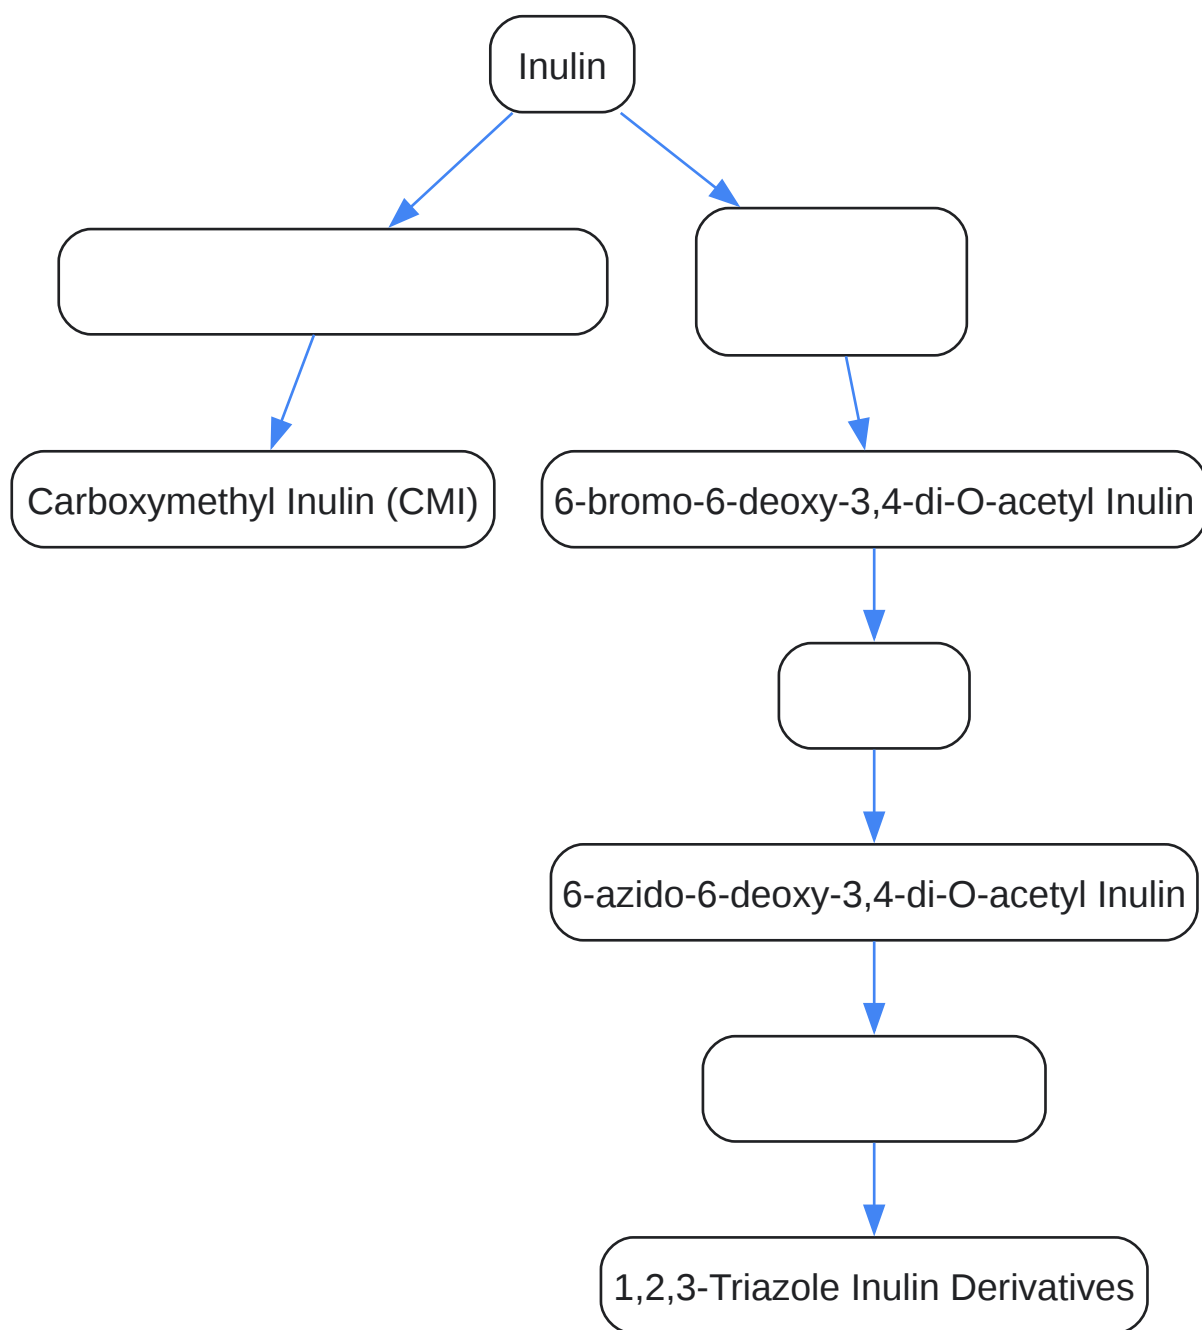 Inulin
Carboxymethyl Inulin (CMI)
6-bromo-6-deoxy-3,4-di-O-acetyl Inulin
6-azido-6-deoxy-3,4-di-O-acetyl Inulin
1,2,3-Triazole Inulin Derivatives